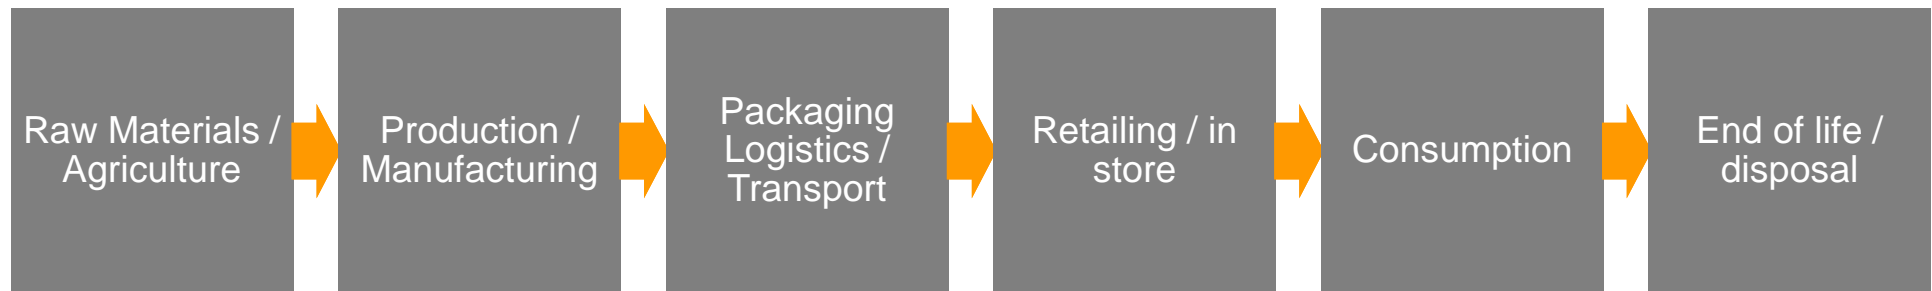 Raw Materials /
Agriculture
Production /
Manufacturing
Packaging
Logistics /
Transport
Retailing / in
store
Consumption
End of life /
disposal